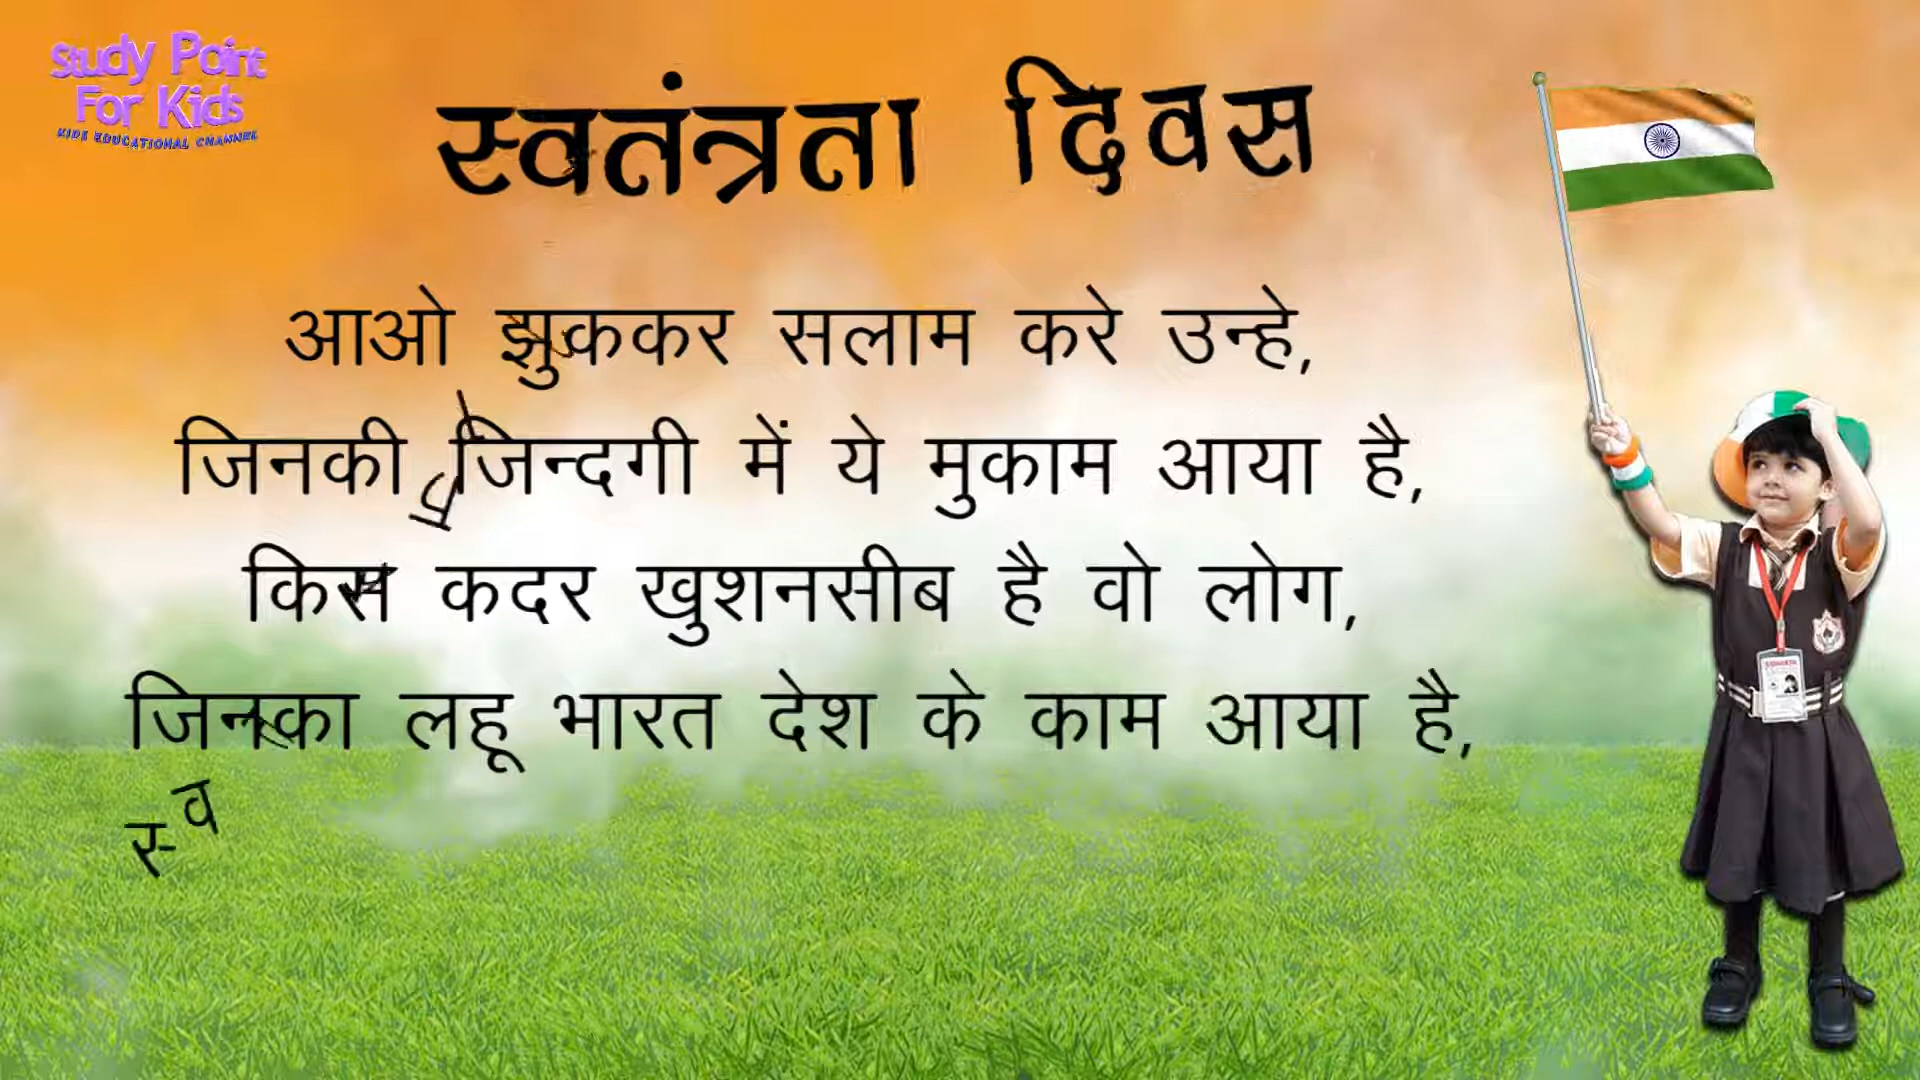 Study Point
For Kids
KIDS EDUCATIONAL CHANNEL
स्वतंत्रता दिवस
आओ झुककर सलाम करे उन्हे,
जिनकी जिन्दगी में ये मुकाम आया है,
किस कदर खुशनसीब है वो लोग,
जिनका लहू भारत देश के काम आया है,
स्व